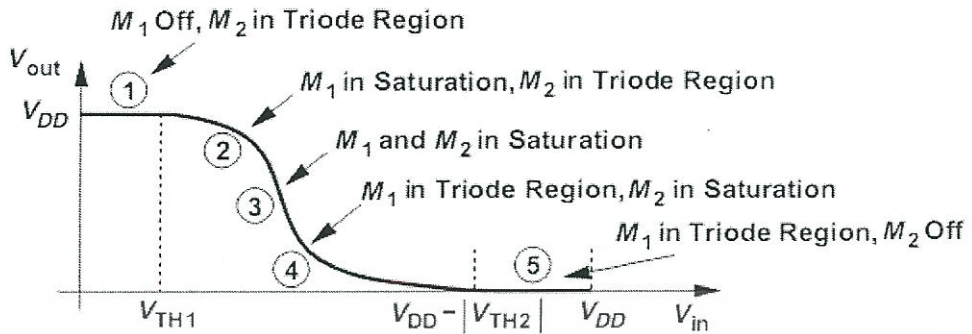 M1 Off, M2 in Triode Region
Vout
1
M1 in Saturation, M2 in Triode Region
VDD
2
M1 and M2 in Saturation
M1 in Triode Region, M2 in Saturation
3
M1 in Triode Region, M2 Off
4
5
VTH1
VDD − |VTH2|
VDD
Vin